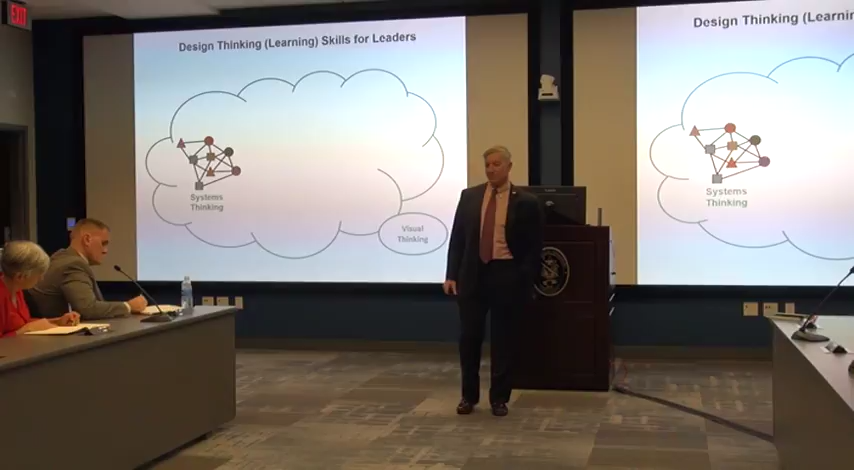 EXIT
Design Thinking (Learning) Skills for Leaders
Systems
Thinking
Visual
Thinking
Design Thinking (Learnin
Systems
Thinking